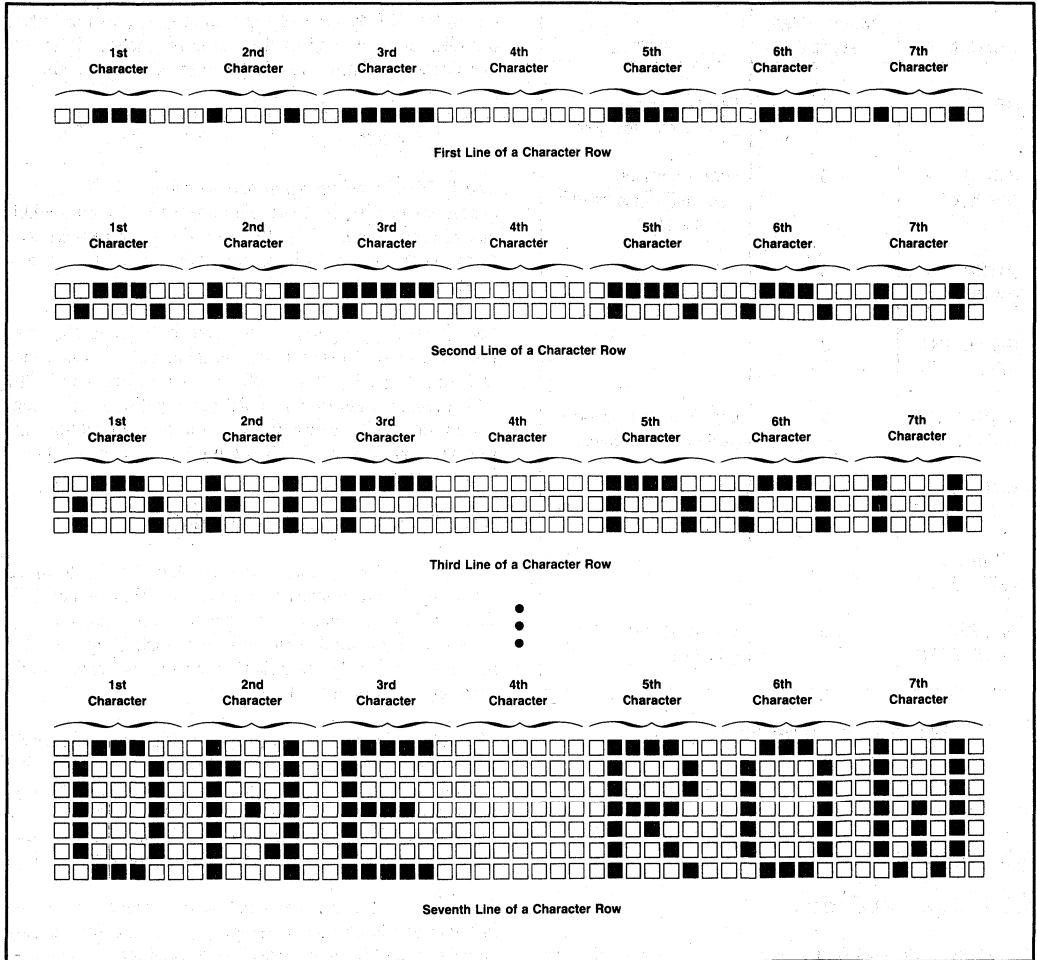 1st 2nd 3rd 4th 5th 6th 7th
Character Character Character Character Character Character Character
First Line of a Character Row
1st 2nd 3rd 4th 5th 6th 7th
Character Character Character Character Character Character Character
Second Line of a Character Row
1st 2nd 3rd 4th 5th 6th 7th
Character Character Character Character Character Character Character
Third Line of a Character Row
1st 2nd 3rd 4th 5th 6th 7th
Character Character Character Character Character Character Character
ONE ROW
Seventh Line of a Character Row